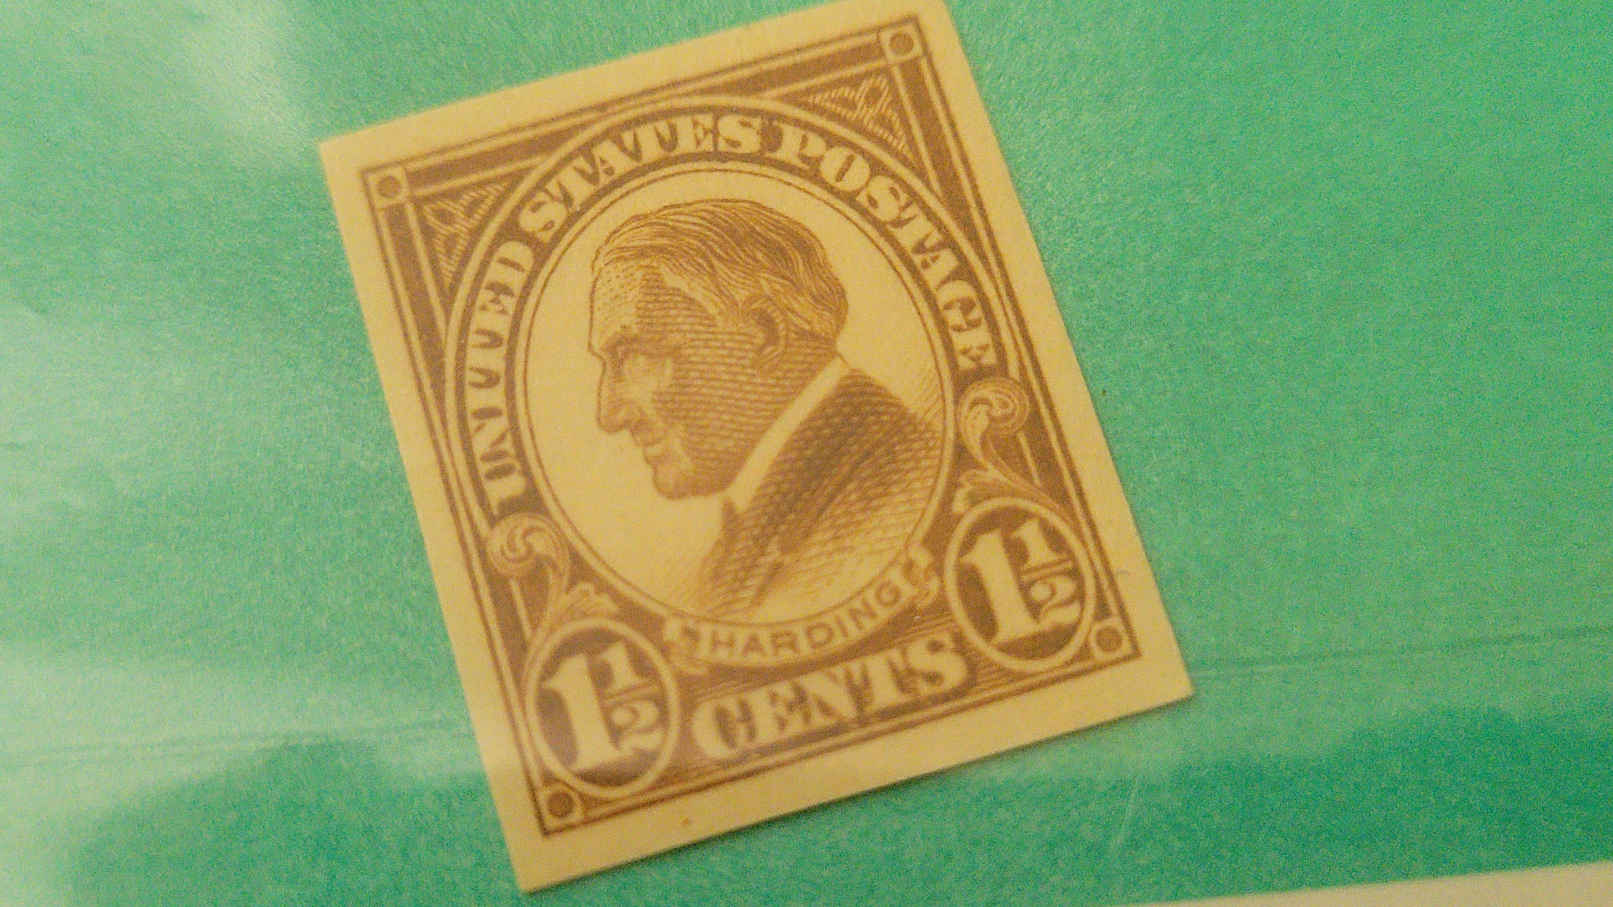 UNITED STATES POSTAGE
HARDING
1½ CENTS 1½